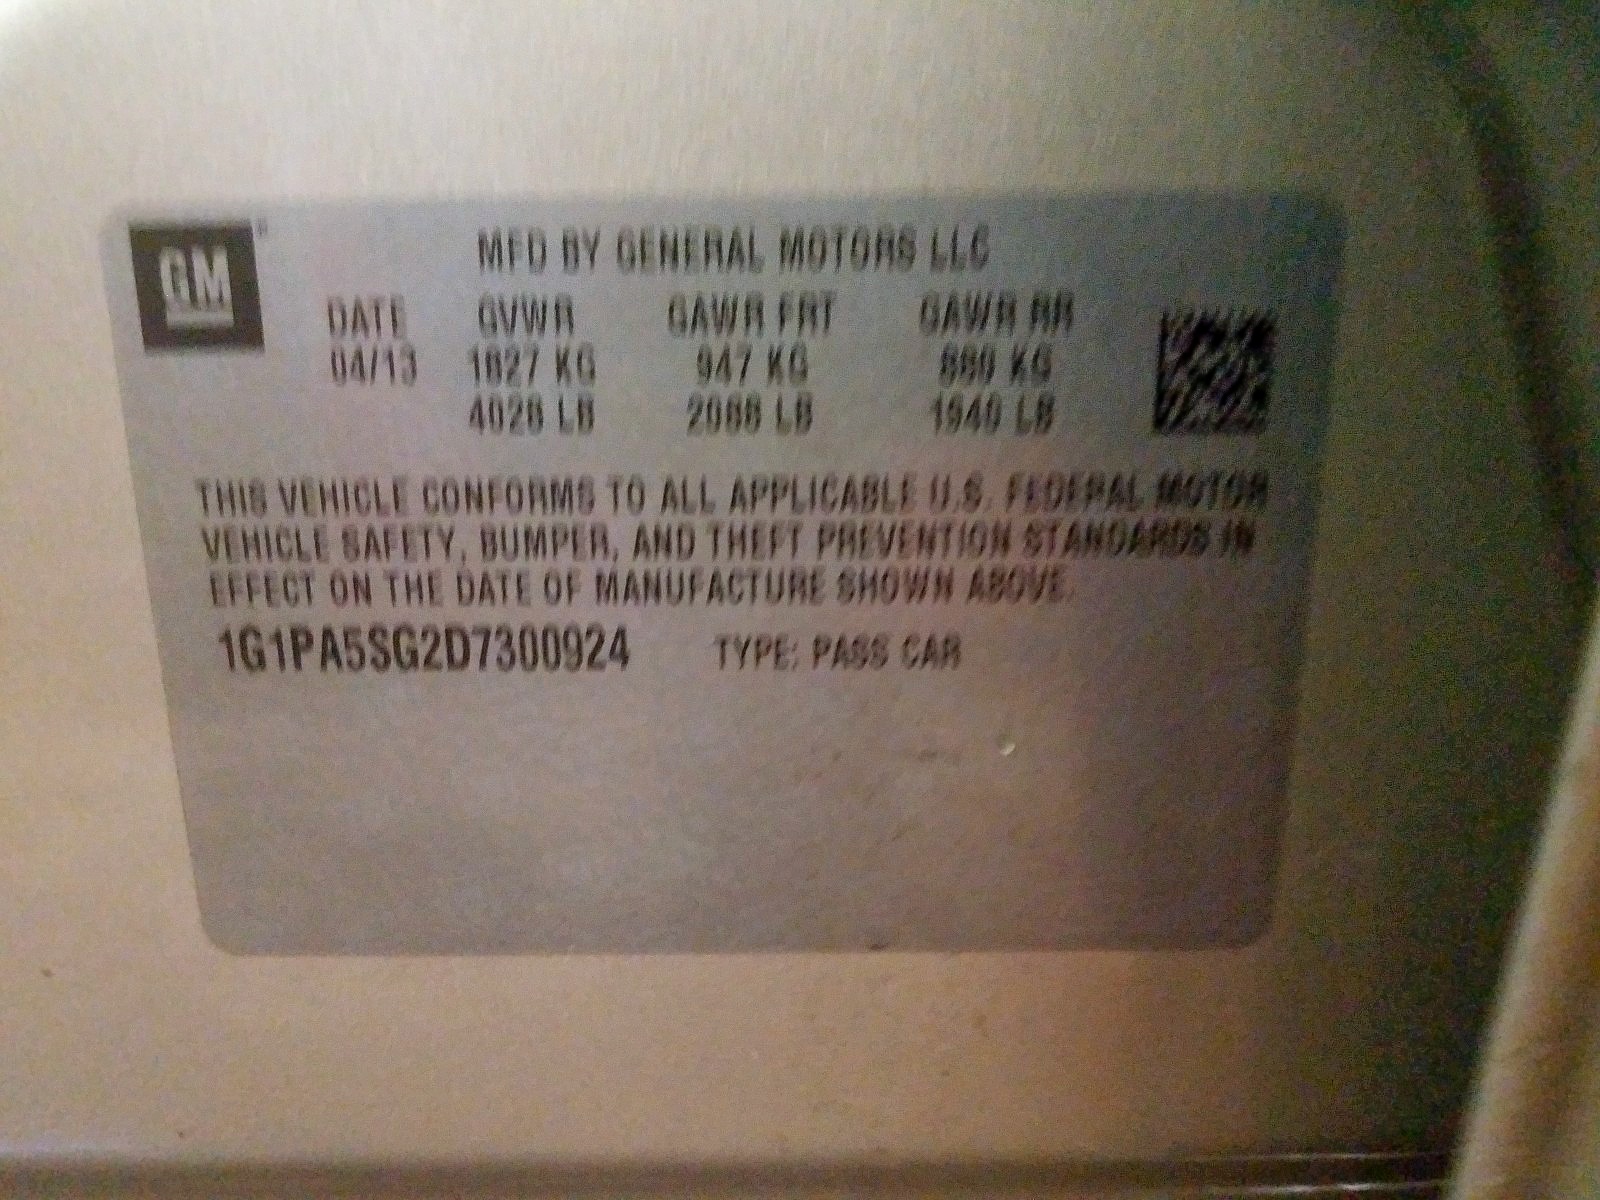 GM
MFD BY GENERAL MOTORS LLC
DATE GVWR GAWR FRT GAWR RR
04/13 1827 KG 947 KG 880 KG
4028 LB 2088 LB 1940 LB
THIS VEHICLE CONFORMS TO ALL APPLICABLE U.S. FEDERAL MOTOR
VEHICLE SAFETY, BUMPER, AND THEFT PREVENTION STANDARDS IN
EFFECT ON THE DATE OF MANUFACTURE SHOWN ABOVE.
1G1PA5SG2D7300924 TYPE: PASS CAR